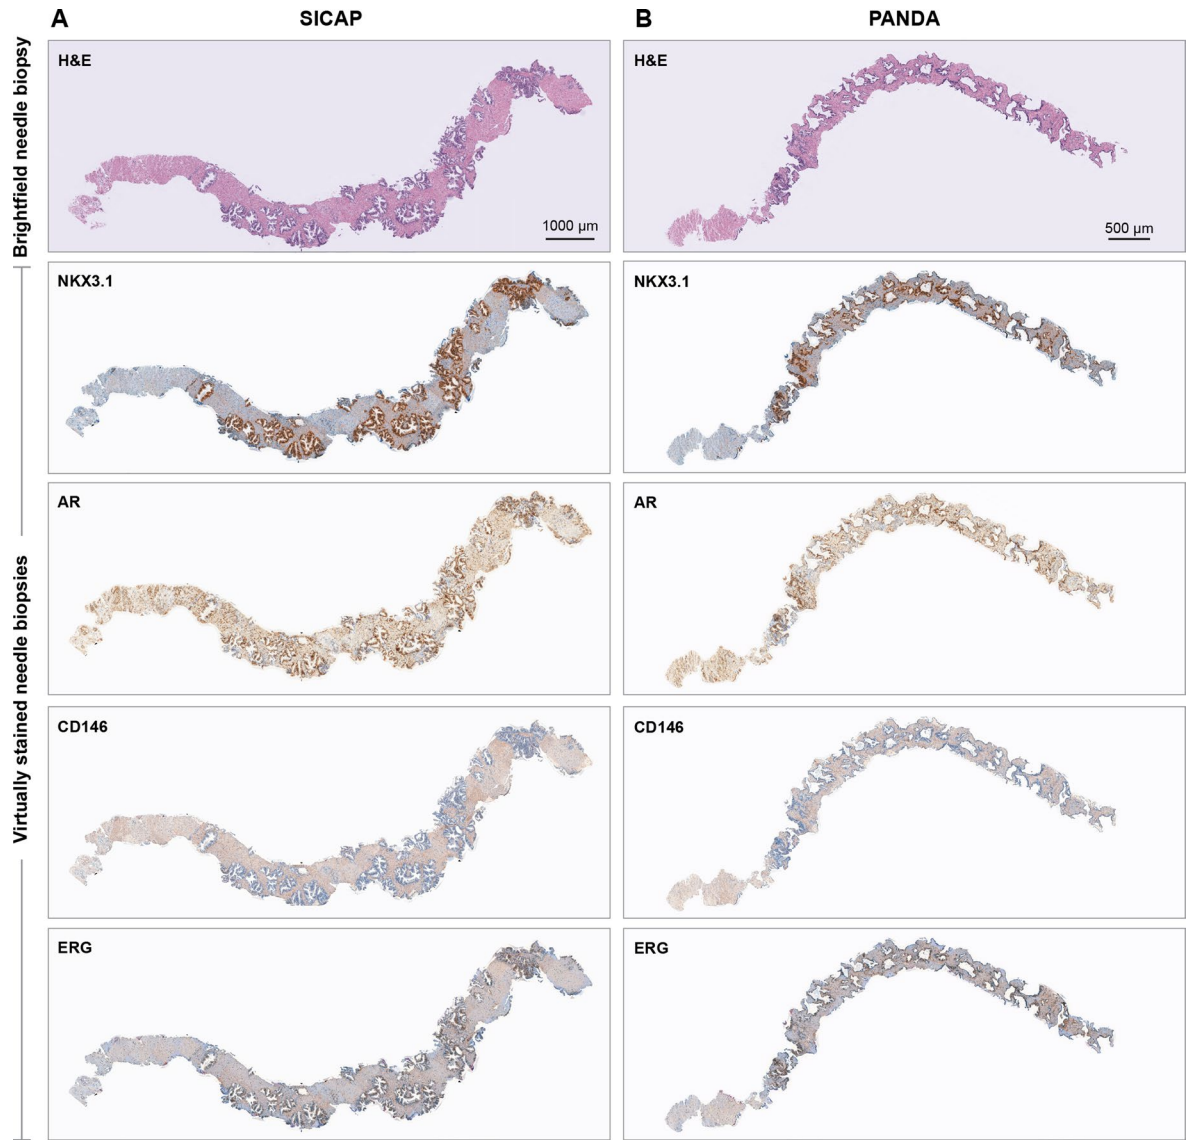 A
SICAP
B
PANDA
Brightfield needle biopsy
H&E
1000 µm
H&E
500 µm
Virtually stained needle biopsies
NKX3.1
NKX3.1
AR
AR
CD146
CD146
ERG
ERG